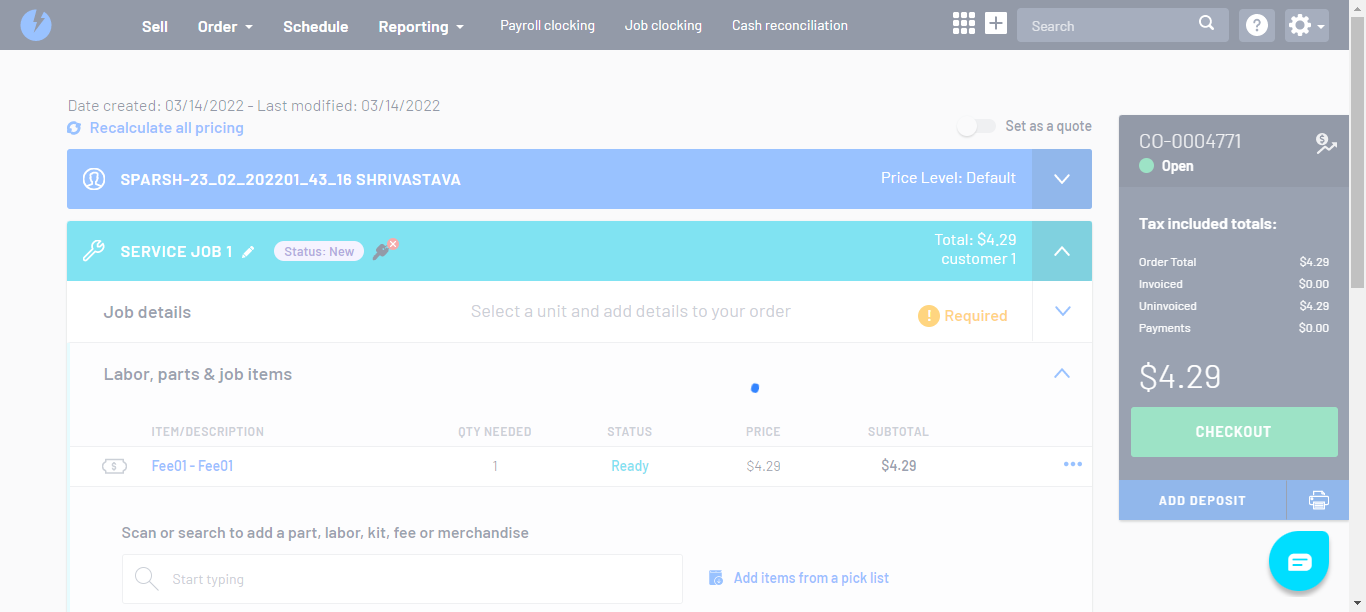 Sell Order Schedule Reporting Payroll clocking Job clocking Cash reconciliation Search
Date created: 03/14/2022 - Last modified: 03/14/2022
Recalculate all pricing
Set as a quote
SPARSH-23_02_202201_43_16 SHRIVASTAVA
Price Level: Default
SERVICE JOB 1
Status: New
Total: $4.29
customer 1
Job details
Select a unit and add details to your order
Required
Labor, parts & job items
ITEM/DESCRIPTION QTY NEEDED STATUS PRICE SUBTOTAL
Fee01 - Fee01 1 Ready $4.29 $4.29
Scan or search to add a part, labor, kit, fee or merchandise
Start typing
Add items from a pick list
CO-0004771
Open
Tax included totals:
Order Total $4.29
Invoiced $0.00
Uninvoiced $4.29
Payments $0.00
$4.29
CHECKOUT
ADD DEPOSIT